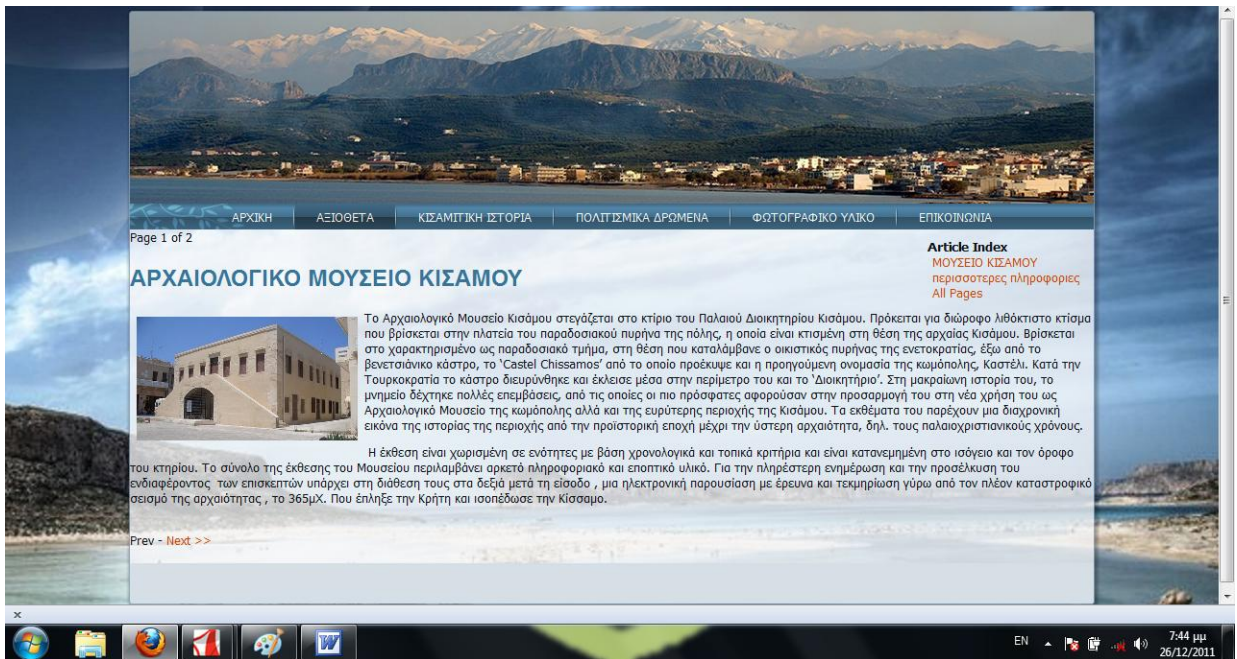 ΑΡΧΙΚΗ ΑΞΙΟΘΕΤΑ ΚΙΣΑΜΙΤΙΚΗ ΙΣΤΟΡΙΑ ΠΟΛΙΤΙΣΜΙΚΑ ΔΡΩΜΕΝΑ ΦΩΤΟΓΡΑΦΙΚΟ ΥΛΙΚΟ ΕΠΙΚΟΙΝΩΝΙΑ
Page 1 of 2
Article Index
ΜΟΥΣΕΙΟ ΚΙΣΑΜΟΥ
περισσοτερες πληροφοριες
All Pages
ΑΡΧΑΙΟΛΟΓΙΚΟ ΜΟΥΣΕΙΟ ΚΙΣΑΜΟΥ
Το Αρχαιολογικό Μουσείο Κισάμου στεγάζεται στο κτίριο του Παλαιού Διοικητηρίου Κισάμου. Πρόκειται για διώροφο λιθόκτιστο κτίσμα
που βρίσκεται στην πλατεία του παραδοσιακού πυρήνα της πόλης, η οποία είναι κτισμένη στη θέση της αρχαίας Κισάμου. Βρίσκεται
στο χαρακτηρισμένο ως παραδοσιακό τμήμα, στη θέση που καταλάμβανε ο οικιστικός πυρήνας της ενετοκρατίας, έξω από το
βενετσιάνικο κάστρο, το 'Castel Chissamos' από το οποίο προέκυψε και η προηγούμενη ονομασία της κωμόπολης, Καστέλι. Κατά την
Τουρκοκρατία το κάστρο διευρύνθηκε και έκλεισε μέσα στην περίμετρο του και το 'Διοικητήριο'. Στη μακραίωνη ιστορία του, το
μνημείο δέχτηκε πολλές επεμβάσεις, από τις οποίες οι πιο πρόσφατες αφορούσαν στην προσαρμογή του στη νέα χρήση του ως
Αρχαιολογικό Μουσείο της κωμόπολης αλλά και της ευρύτερης περιοχής της Κισάμου. Τα εκθέματα του παρέχουν μια διαχρονική
εικόνα της ιστορίας της περιοχής από την προϊστορική εποχή μέχρι την ύστερη αρχαιότητα, δηλ. τους παλαιοχριστιανικούς χρόνους.
Η έκθεση είναι χωρισμένη σε ενότητες με βάση χρονολογικά και τοπικά κριτήρια και είναι κατανεμημένη στο ισόγειο και τον όροφο
του κτηρίου. Το σύνολο της έκθεσης του Μουσείου περιλαμβάνει αρκετό πληροφοριακό και εποπτικό υλικό. Για την πληρέστερη ενημέρωση και την προσέλκυση του
ενδιαφέροντος των επισκεπτών υπάρχει στη διάθεση τους στα δεξιά μετά τη είσοδο , μια ηλεκτρονική παρουσίαση με έρευνα και τεκμηρίωση γύρω από τον πλέον καταστροφικό
σεισμό της αρχαιότητας , το 365μΧ. Που έπληξε την Κρήτη και ισοπέδωσε την Κίσσαμο.
Prev - Next >>
EN
7:44 μμ
26/12/2011